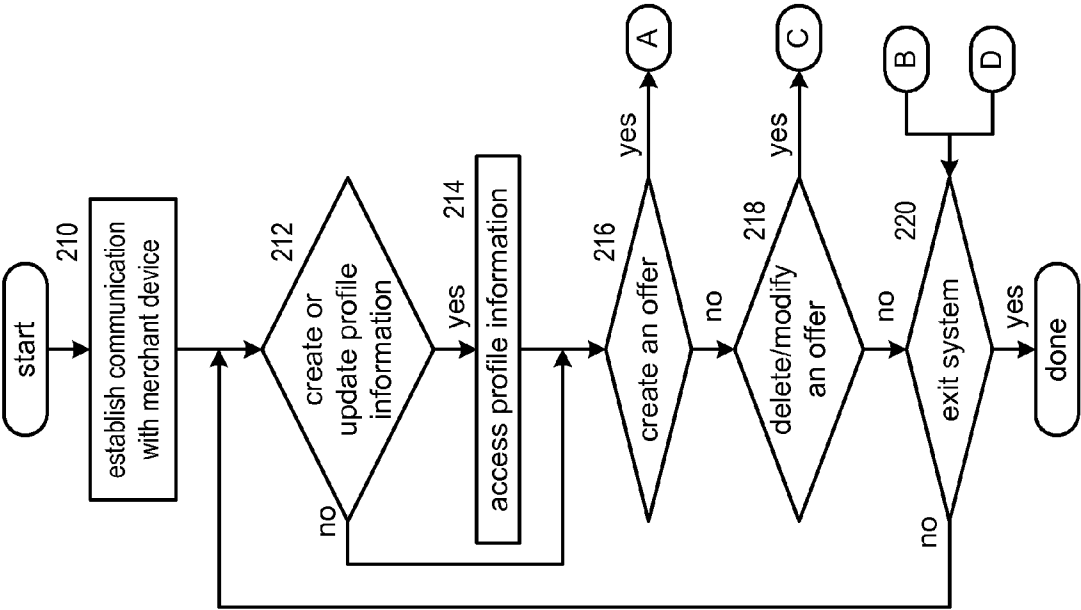 start
210
establish communication
with merchant device
212
create or
update profile
information
no
yes
214
access profile information
216
create an offer
yes
A
no
218
delete/modify
an offer
yes
C
no
B
D
220
exit system
no
yes
done